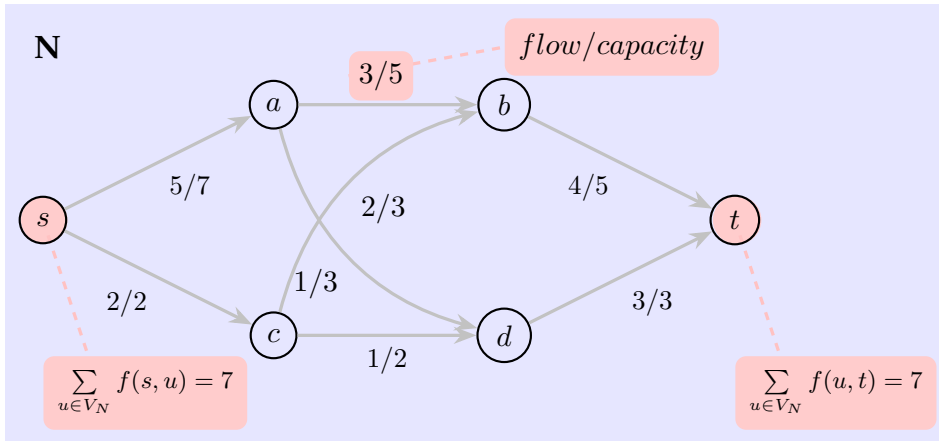 N
flow/capacity
3/5
a
b
5/7
2/3
4/5
s
t
2/2
1/3
3/3
c
d
1/2
∑_{u∈V_N} f(s, u) = 7
∑_{u∈V_N} f(u, t) = 7